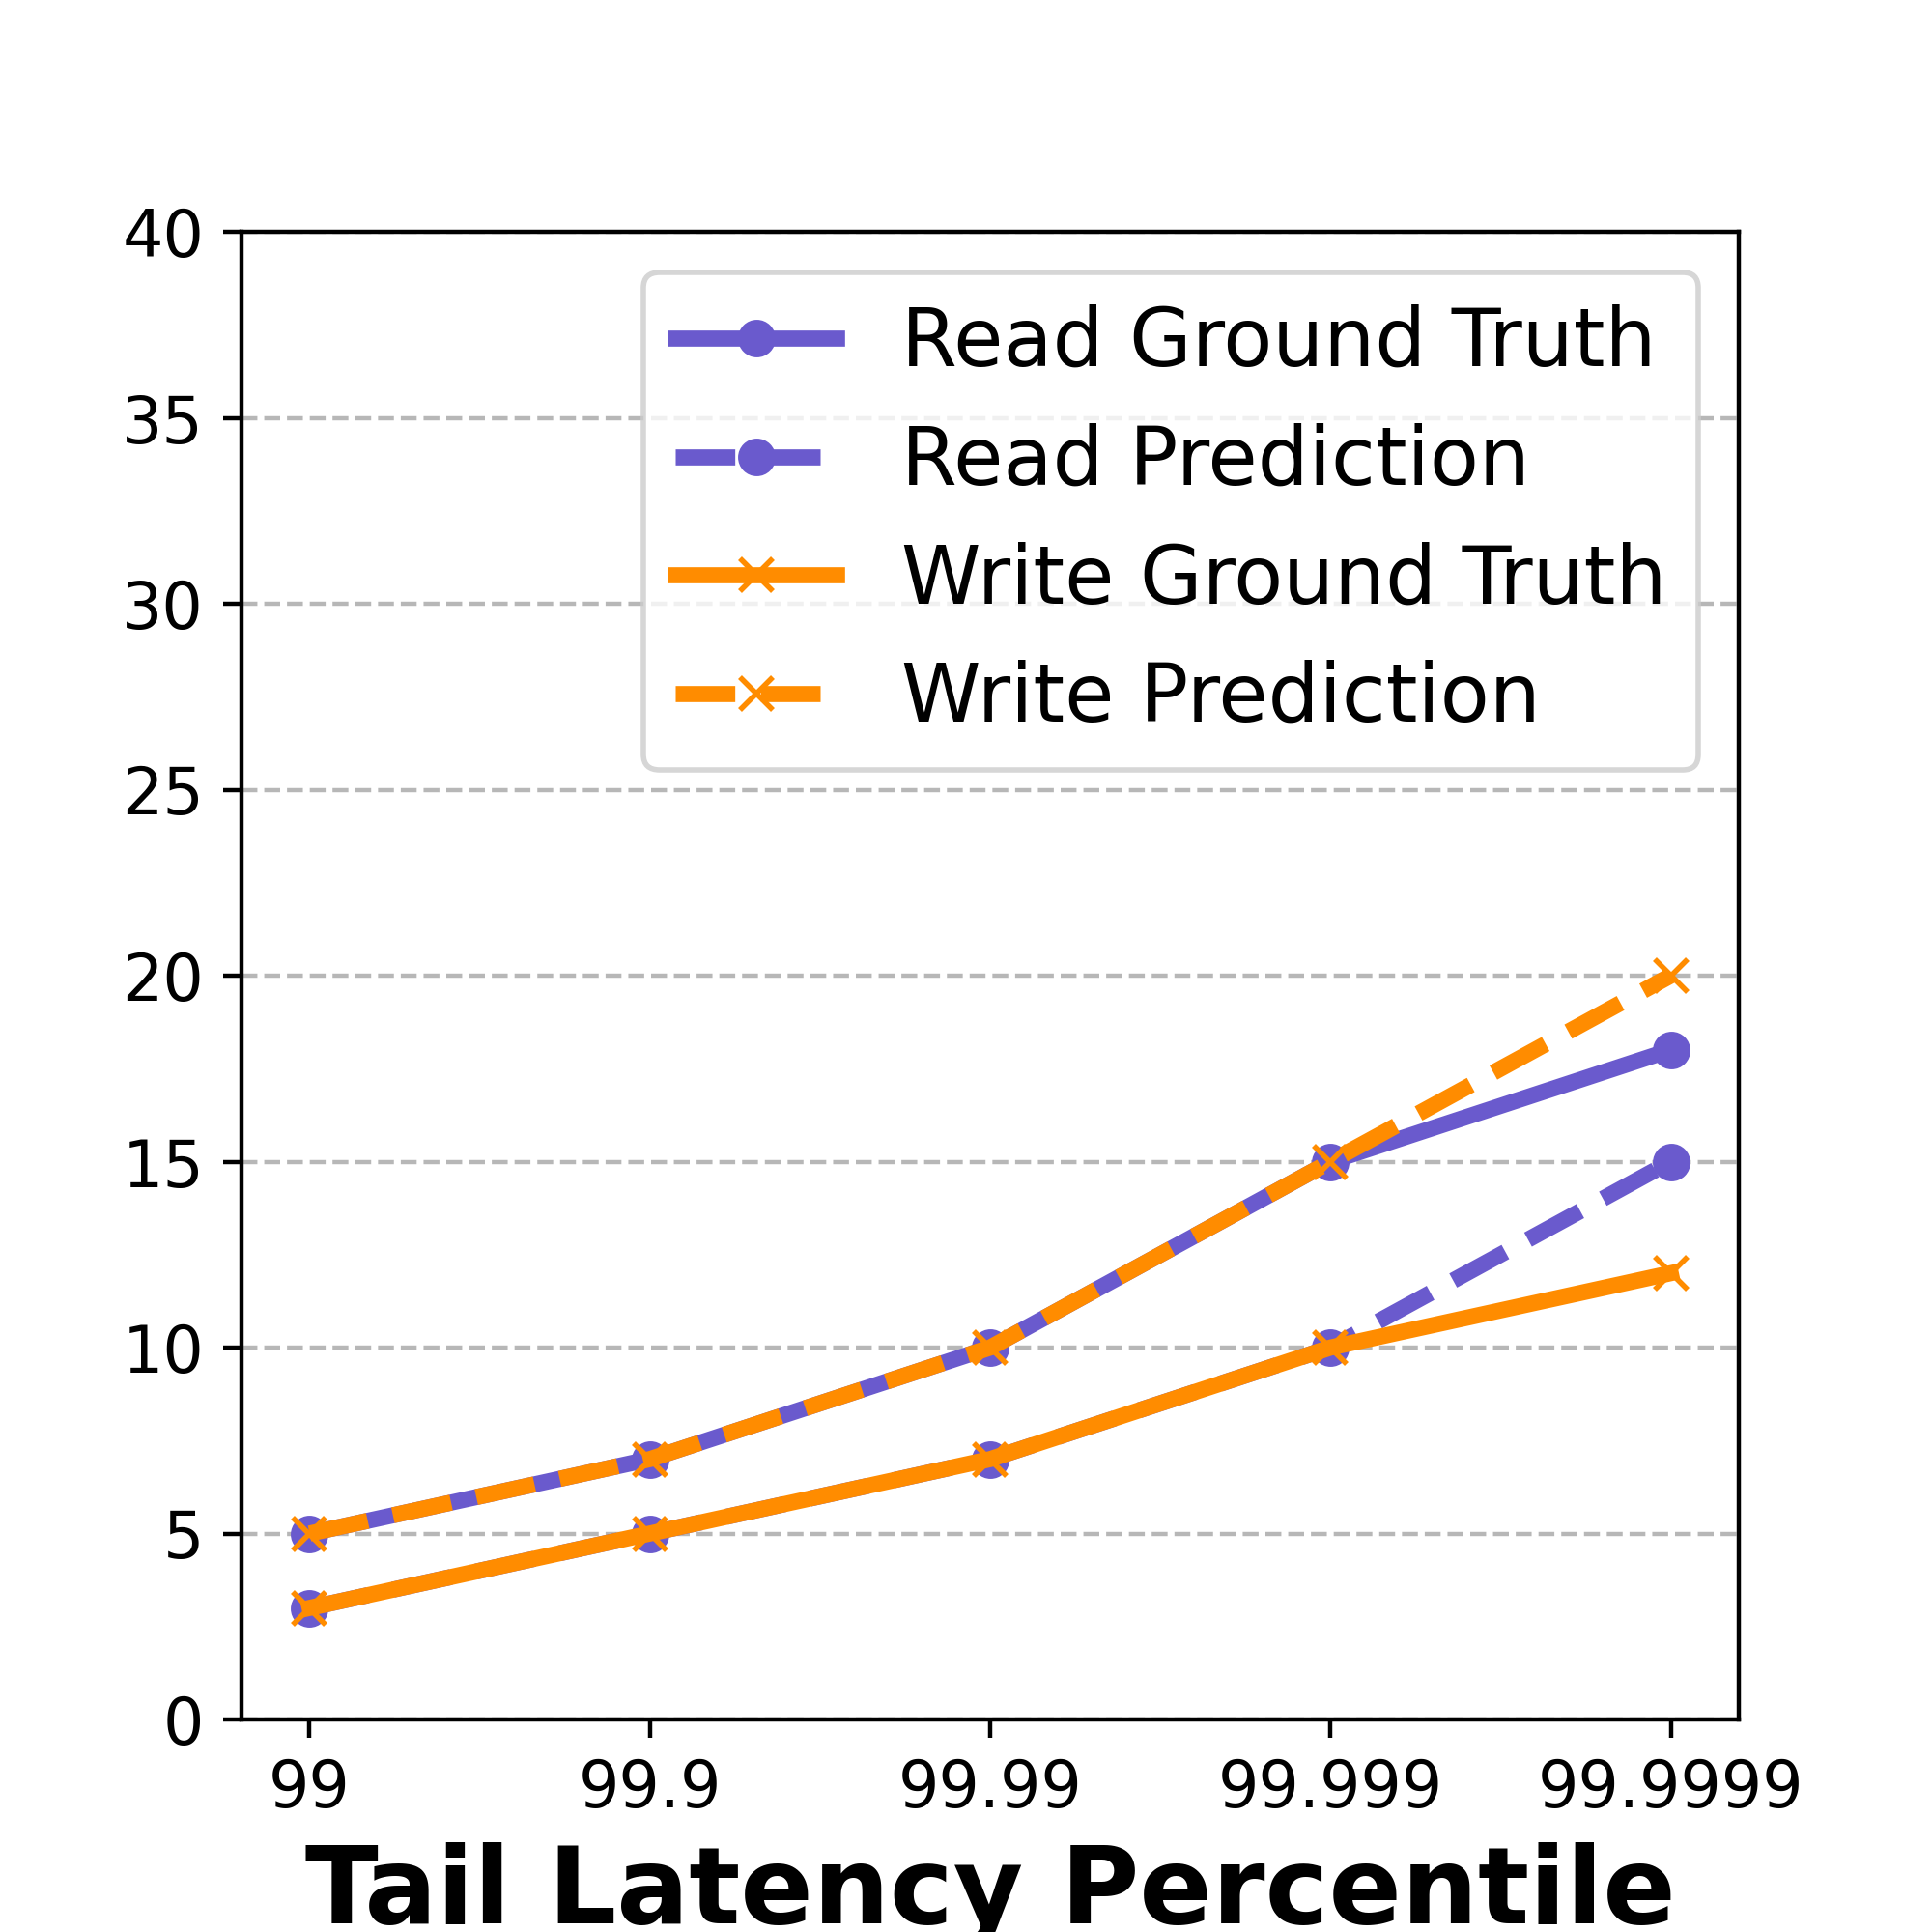 40
35
30
25
20
15
10
5
0
Read Ground Truth
Read Prediction
Write Ground Truth
Write Prediction
99 99.9 99.99 99.999 99.9999
Tail Latency Percentile